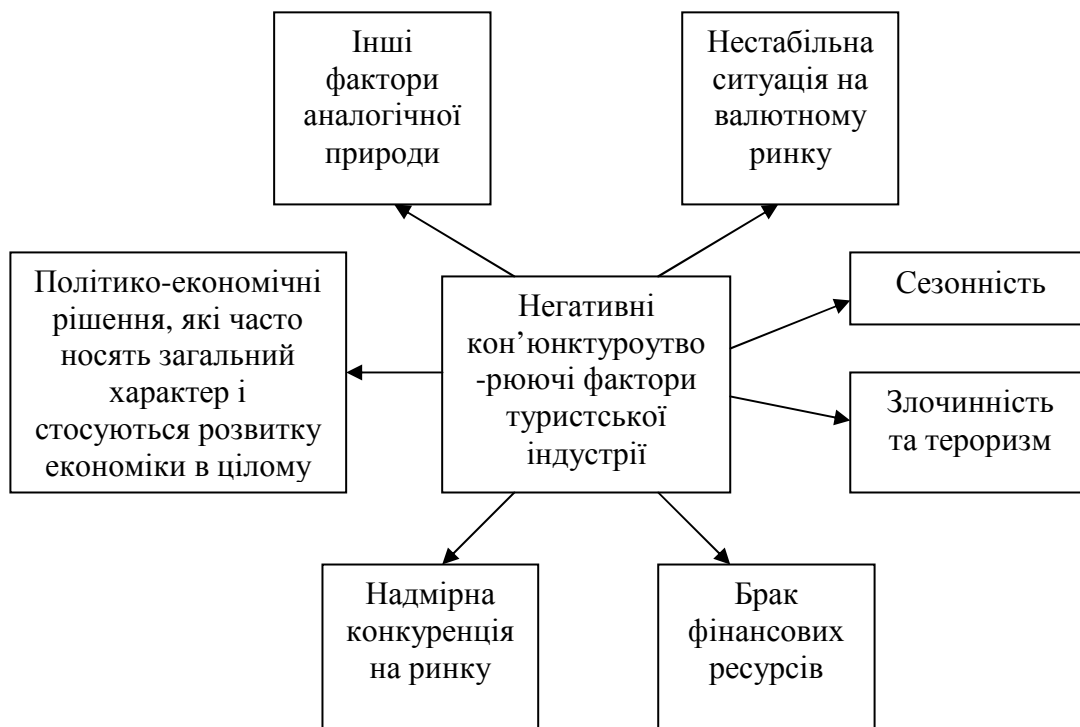 Інші
фактори
аналогічної
природи
Нестабільна
ситуація на
валютному
ринку
Політико-економічні
рішення, які часто
носять загальний
характер і
стосуються розвитку
економіки в цілому
Негативні
кон’юнктуроутво
-рюючі фактори
туристської
індустрії
Сезонність
Злочинність
та тероризм
Надмірна
конкуренція
на ринку
Брак
фінансових
ресурсів